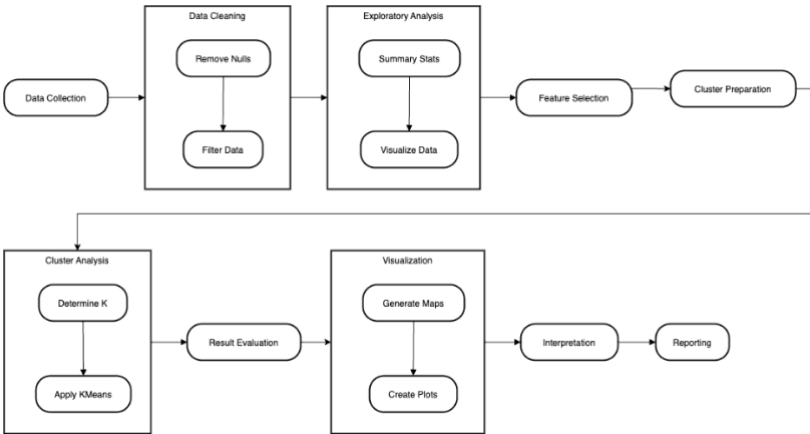 Data Cleaning
Exploratory Analysis
Remove Nulls
Summary Stats
Data Collection
Feature Selection
Cluster Preparation
Filter Data
Visualize Data
Cluster Analysis
Visualization
Determine K
Generate Maps
Result Evaluation
Interpretation
Reporting
Apply KMeans
Create Plots